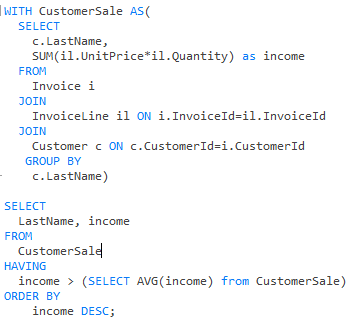 WITH CustomerSale AS(
SELECT
c.LastName,
SUM(il.UnitPrice*il.Quantity) as income
FROM
Invoice i
JOIN
InvoiceLine il ON i.InvoiceId=il.InvoiceId
JOIN
Customer c ON c.CustomerId=i.CustomerId
GROUP BY
c.LastName)
SELECT
LastName, income
FROM
CustomerSale
HAVING
income > (SELECT AVG(income) from CustomerSale)
ORDER BY
income DESC;